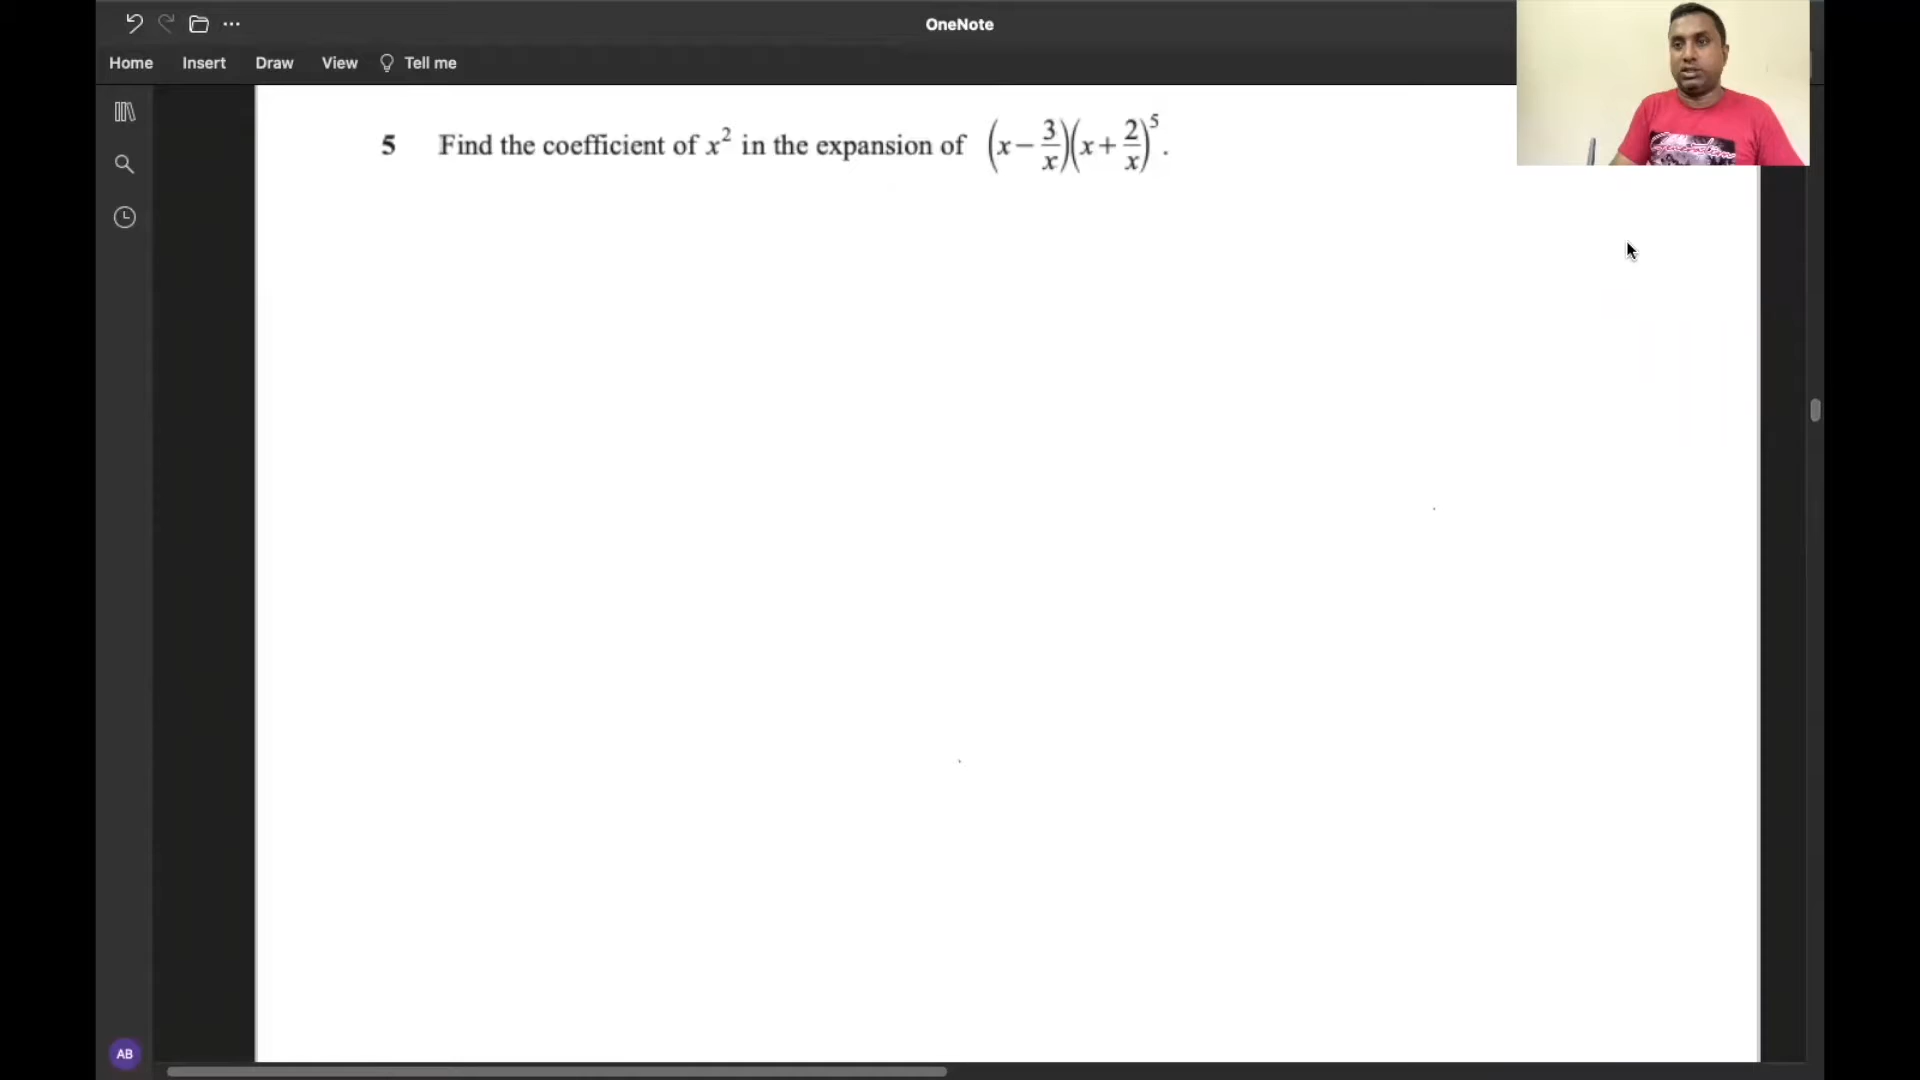 OneNote
Home Insert Draw View Tell me
5 Find the coefficient of x² in the expansion of (x − 3/x)(x + 2/x)⁵.
AB